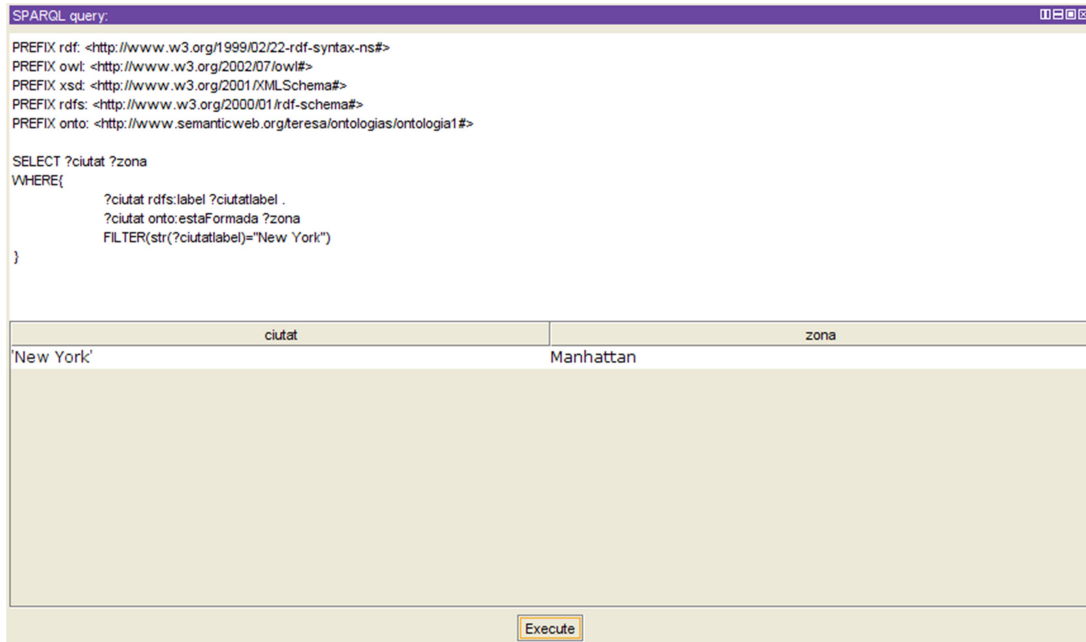 SPARQL query:
PREFIX rdf: <http://www.w3.org/1999/02/22-rdf-syntax-ns#>
PREFIX owl: <http://www.w3.org/2002/07/owl#>
PREFIX xsd: <http://www.w3.org/2001/XMLSchema#>
PREFIX rdfs: <http://www.w3.org/2000/01/rdf-schema#>
PREFIX onto: <http://www.semanticweb.org/teresa/ontologias/ontologia1#>
SELECT ?ciutat ?zona
WHERE{
?ciutat rdfs:label ?ciutatlabel .
?ciutat onto:estaFormada ?zona
FILTER(str(?ciutatlabel)="New York")
}
ciutat zona
'New York' Manhattan
Execute